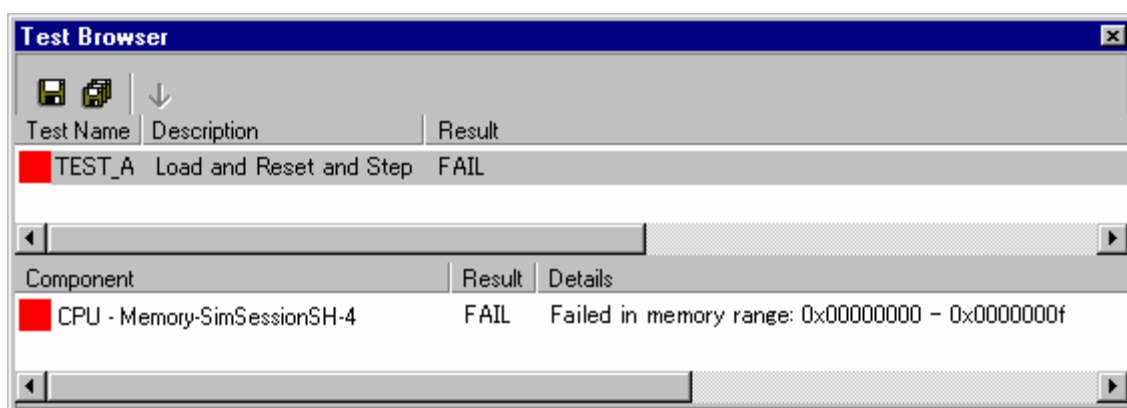 Test Browser
Test Name Description Result
TEST_A Load and Reset and Step FAIL
Component Result Details
CPU - Memory-SimSessionSH-4 FAIL Failed in memory range: 0x00000000 - 0x0000000f